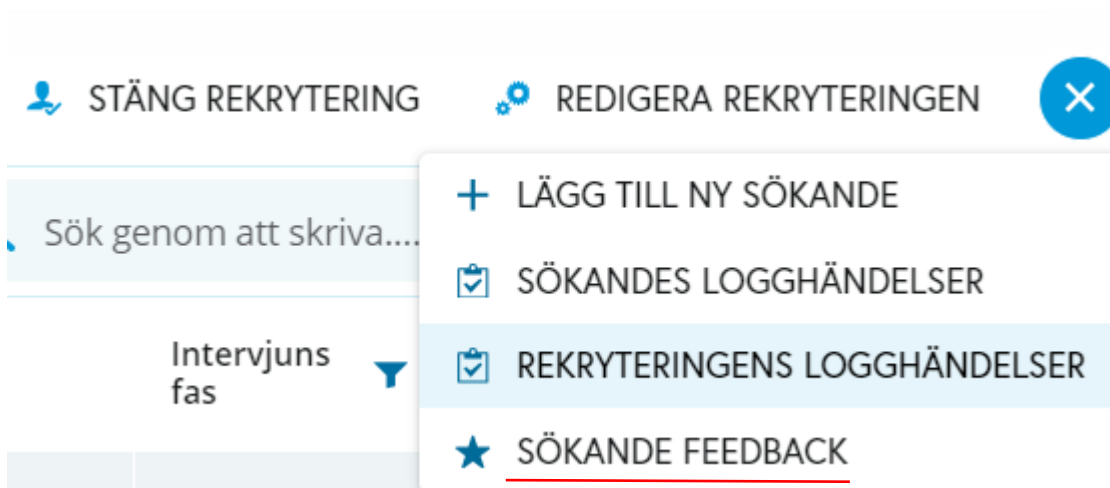 STÄNG REKRYTERING
REDIGERA REKRYTERINGEN
LÄGG TILL NY SÖKANDE
Sök genom att skriva....
SÖKANDES LOGGHÄNDELSER
Intervjuns
fas
REKRYTERINGENS LOGGHÄNDELSER
SÖKANDE FEEDBACK